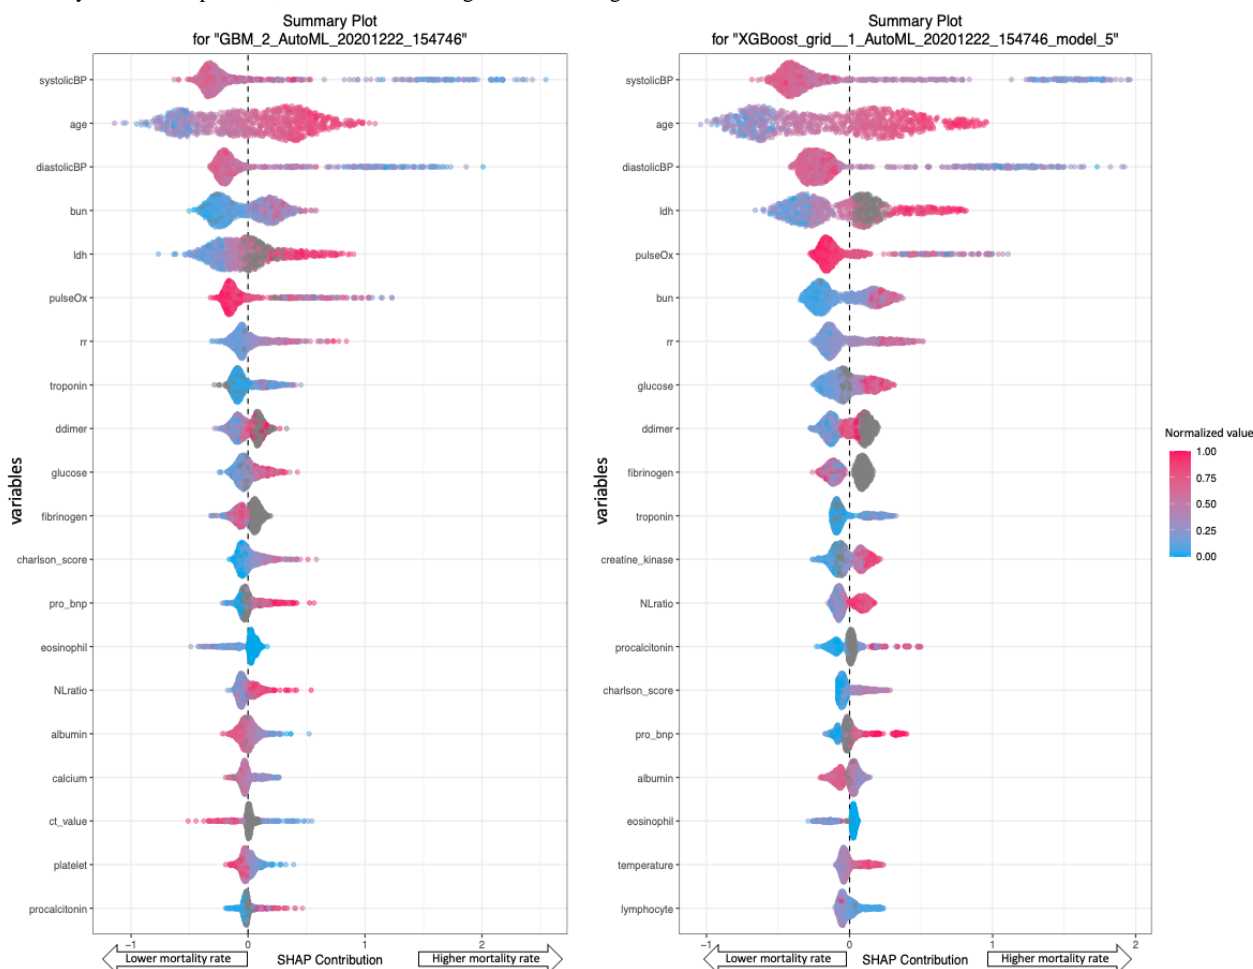 Summary Plot
for "GBM_2_AutoML_20201222_154746"
variables
systolicBP
age
diastolicBP
bun
ldh
pulseOx
rr
troponin
ddimer
glucose
fibrinogen
charlson_score
pro_bnp
eosinophil
NLratio
albumin
calcium
ct_value
platelet
procalcitonin
−1 0 1 2
Lower mortality rate SHAP Contribution Higher mortality rate
Summary Plot
for "XGBoost_grid__1_AutoML_20201222_154746_model_5"
variables
systolicBP
age
diastolicBP
ldh
pulseOx
bun
rr
glucose
ddimer
fibrinogen
troponin
creatine_kinase
NLratio
procalcitonin
charlson_score
pro_bnp
albumin
eosinophil
temperature
lymphocyte
−1 0 1 2
Lower mortality rate SHAP Contribution Higher mortality rate
Normalized value
1.00
0.75
0.50
0.25
0.00